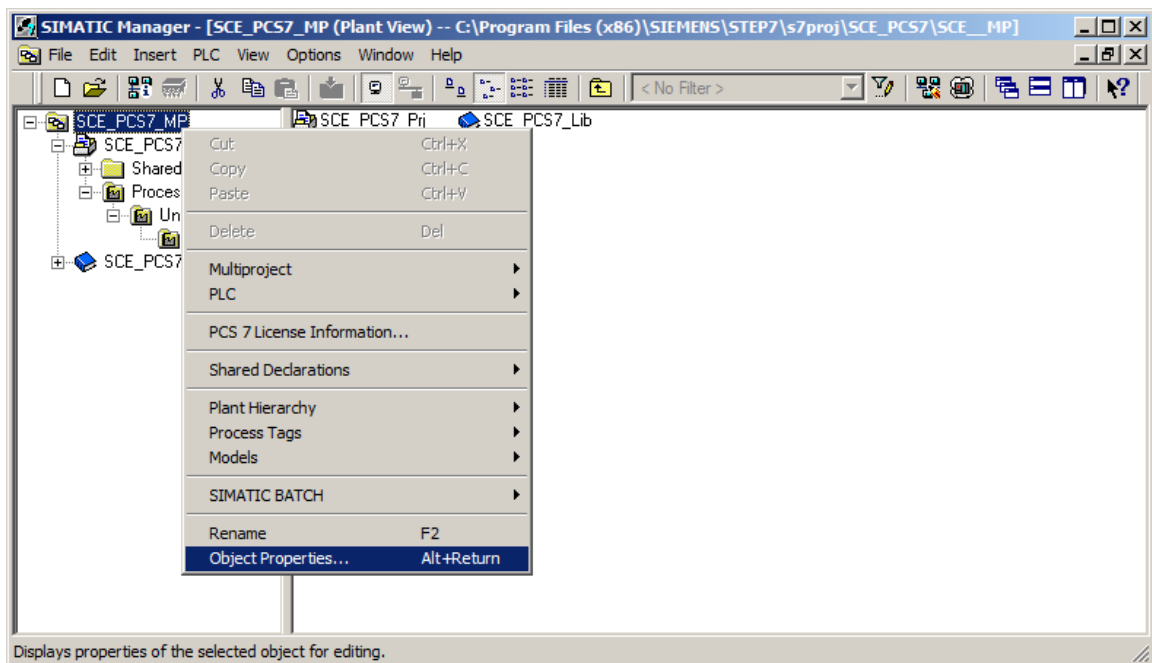 SIMATIC Manager - [SCE_PCS7_MP (Plant View) -- C:\Program Files (x86)\SIEMENS\STEP7\s7proj\SCE_PCS7\SCE__MP]
File Edit Insert PLC View Options Window Help
< No Filter >
SCE_PCS7_MP
SCE_PCS7
Shared
Proces
Un
SCE_PCS7
SCE_PCS7_Prj SCE_PCS7_Lib
Cut Ctrl+X
Copy Ctrl+C
Paste Ctrl+V
Delete Del
Multiproject
PLC
PCS 7 License Information...
Shared Declarations
Plant Hierarchy
Process Tags
Models
SIMATIC BATCH
Rename F2
Object Properties... Alt+Return
Displays properties of the selected object for editing.